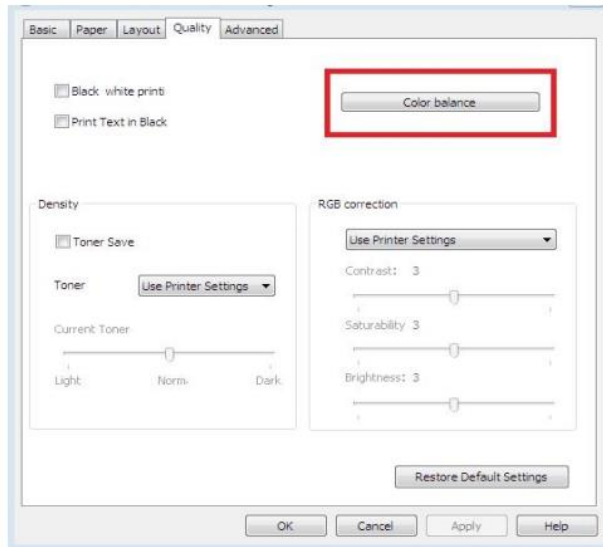 Basic Paper Layout Quality Advanced
Black white printi
Color balance
Print Text in Black
Density
Toner Save
Toner Use Printer Settings
Current Toner
Light Norm. Dark
RGB correction
Use Printer Settings
Contrast: 3
Saturability 3
Brightness: 3
Restore Default Settings
OK Cancel Apply Help